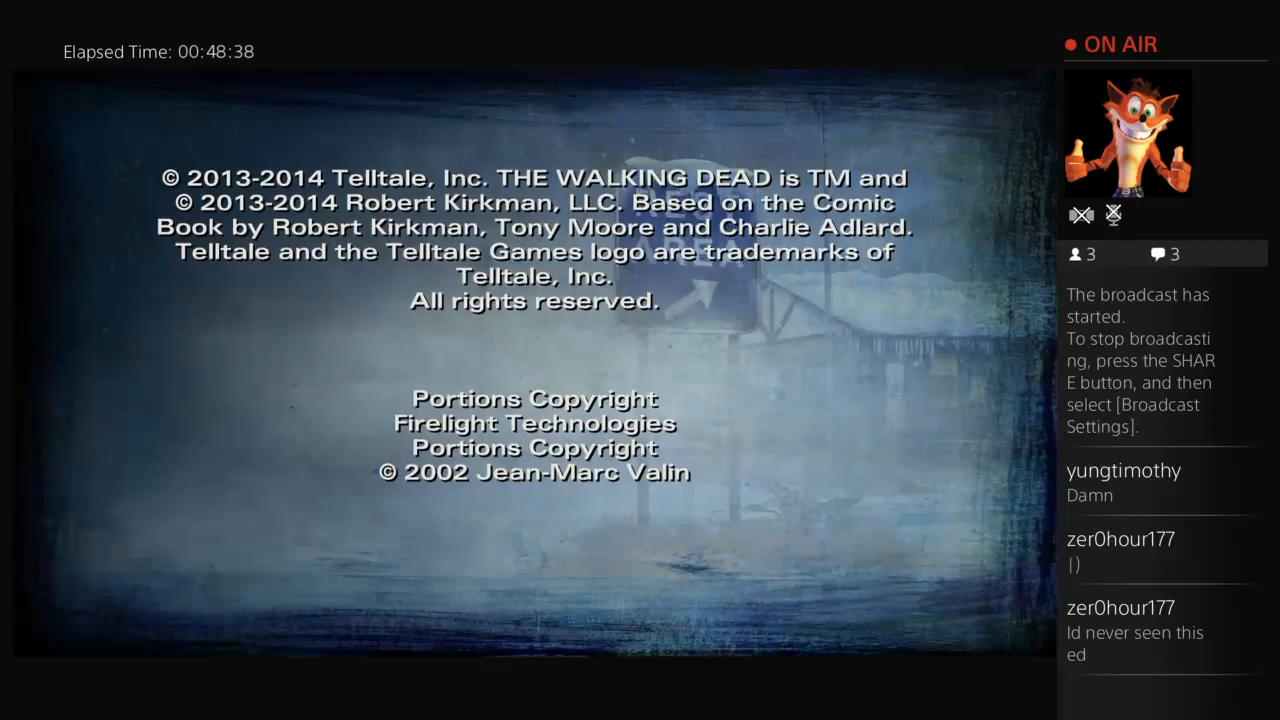 Elapsed Time: 00:48:38
ON AIR
© 2013-2014 Telltale, Inc. THE WALKING DEAD is TM and
© 2013-2014 Robert Kirkman, LLC. Based on the Comic
Book by Robert Kirkman, Tony Moore and Charlie Adlard.
Telltale and the Telltale Games logo are trademarks of
Telltale, Inc.
All rights reserved.
REST
AREA
Portions Copyright
Firelight Technologies
Portions Copyright
© 2002 Jean-Marc Valin
3
3
The broadcast has
started.
To stop broadcasti
ng, press the SHAR
E button, and then
select [Broadcast
Settings].
yungtimothy
Damn
zer0hour177
|)
zer0hour177
Id never seen this
ed